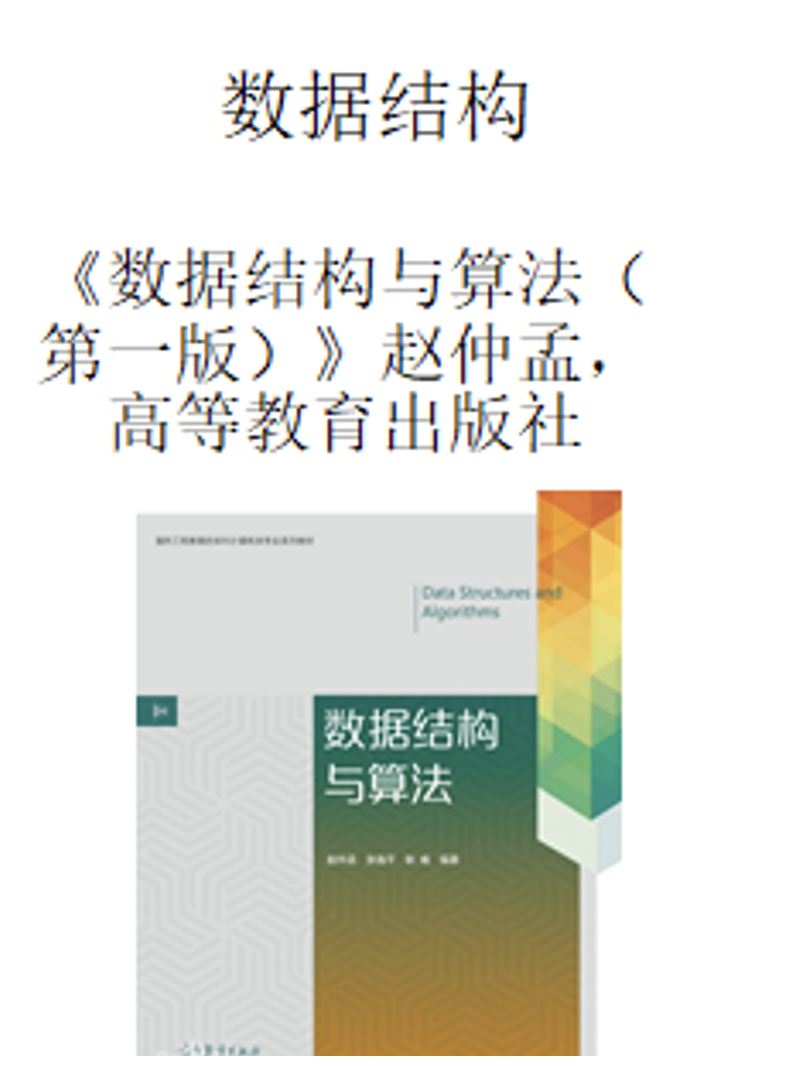 数据结构
《数据结构与算法（
第一版）》赵仲孟，
高等教育出版社
Data Structures and
Algorithms
数据结构
与算法